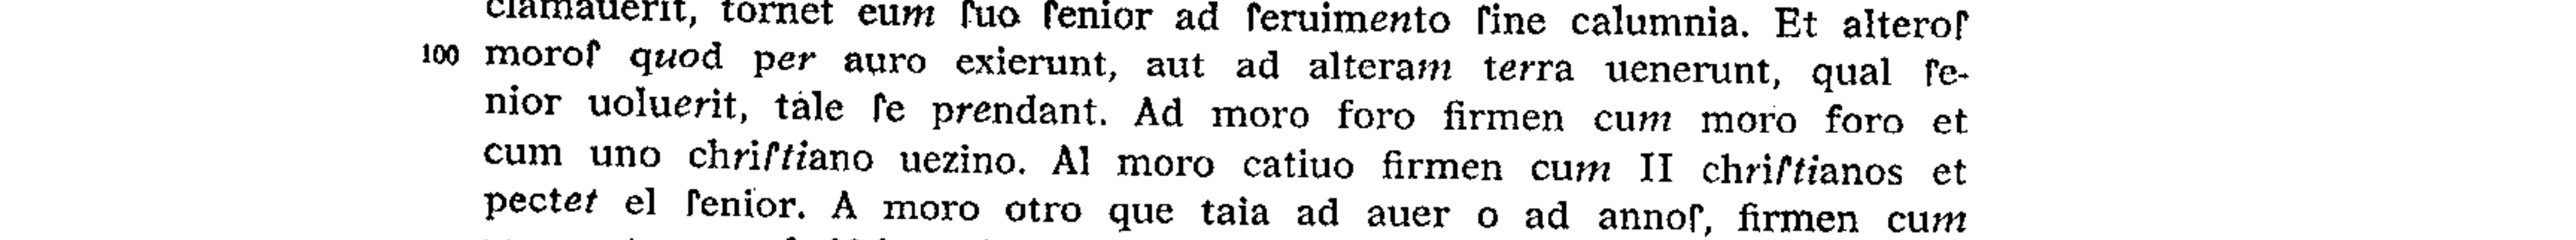 clamauerit, tornet eum ſuo ſenior ad ſeruimento ſine calumnia. Et alteroſ
100 moroſ quod per auro exierunt, aut ad alteram terra uenerunt, qual ſe-
nior uoluerit, tale ſe prendant. Ad moro foro firmen cum moro foro et
cum uno chriſtiano uezino. Al moro catiuo firmen cum II chriſtianos et
pectet el ſenior. A moro otro que taia ad auer o ad annoſ, firmen cum